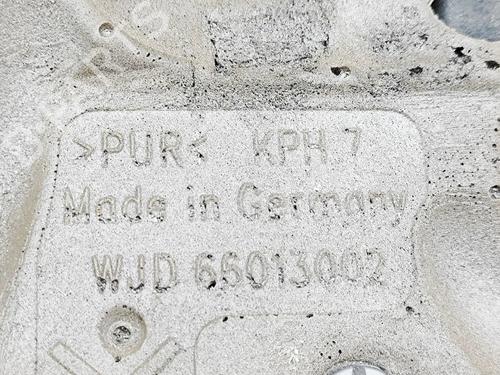 >PUR< KPH 7
Made in Germany
WJD 66013002